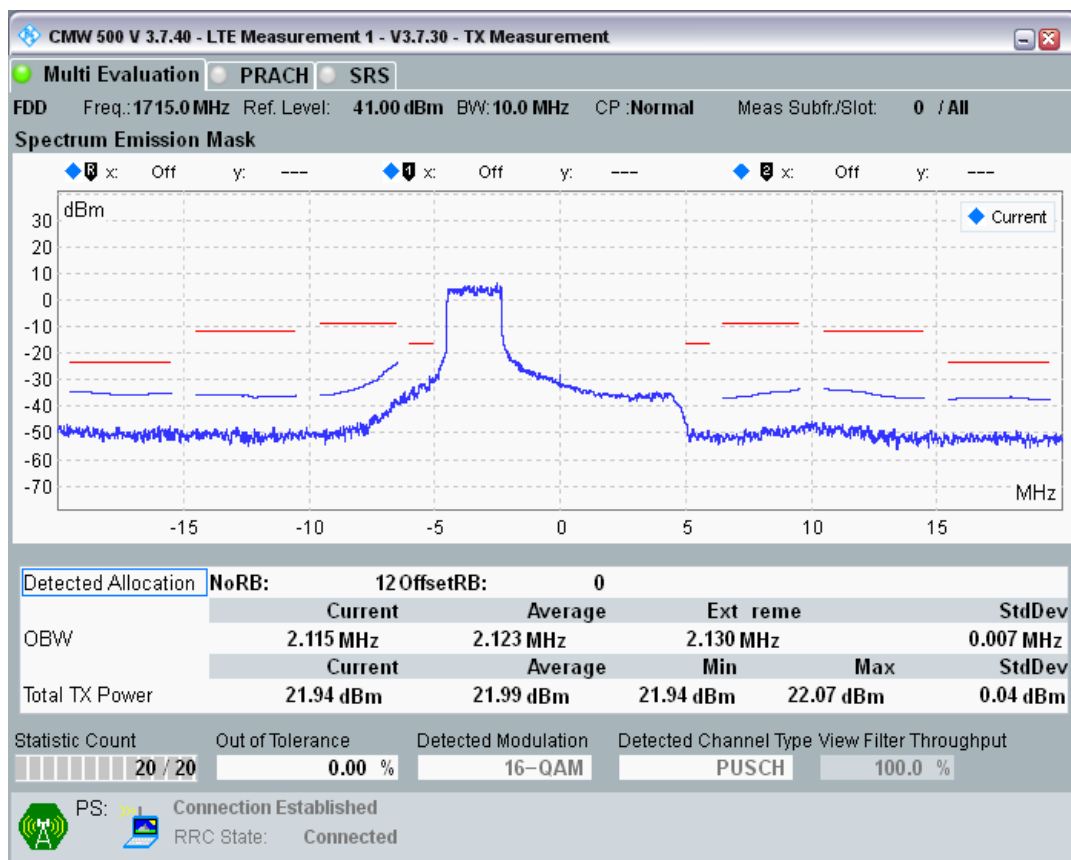 CMW 500 V 3.7.40 - LTE Measurement 1 - V3.7.30 - TX Measurement
Multi Evaluation PRACH SRS
FDD Freq.: 1715.0 MHz Ref. Level: 41.00 dBm BW: 10.0 MHz CP :Normal Meas Subfr./Slot: 0 / All
Spectrum Emission Mask
R x: Off y: --- 1 x: Off y: --- 2 x: Off y: ---
dBm
Current
30
20
10
0
-10
-20
-30
-40
-50
-60
-70
MHz
-15 -10 -5 0 5 10 15
Detected Allocation NoRB: 12 OffsetRB: 0
Current Average Ext reme StdDev
OBW 2.115 MHz 2.123 MHz 2.130 MHz 0.007 MHz
Current Average Min Max StdDev
Total TX Power 21.94 dBm 21.99 dBm 21.94 dBm 22.07 dBm 0.04 dBm
Statistic Count Out of Tolerance Detected Modulation Detected Channel Type View Filter Throughput
20 / 20 0.00 % 16-QAM PUSCH 100.0 %
PS: Connection Established
RRC State: Connected